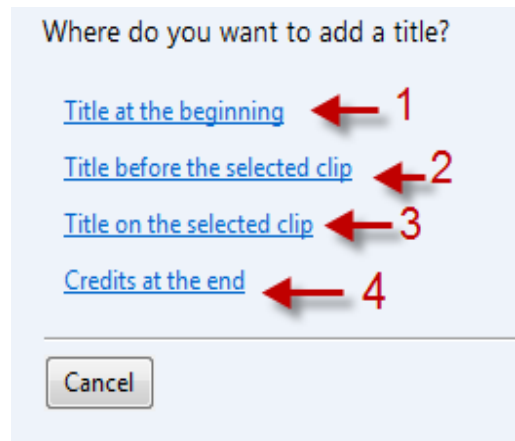 Where do you want to add a title?
Title at the beginning 1
Title before the selected clip 2
Title on the selected clip 3
Credits at the end 4
Cancel